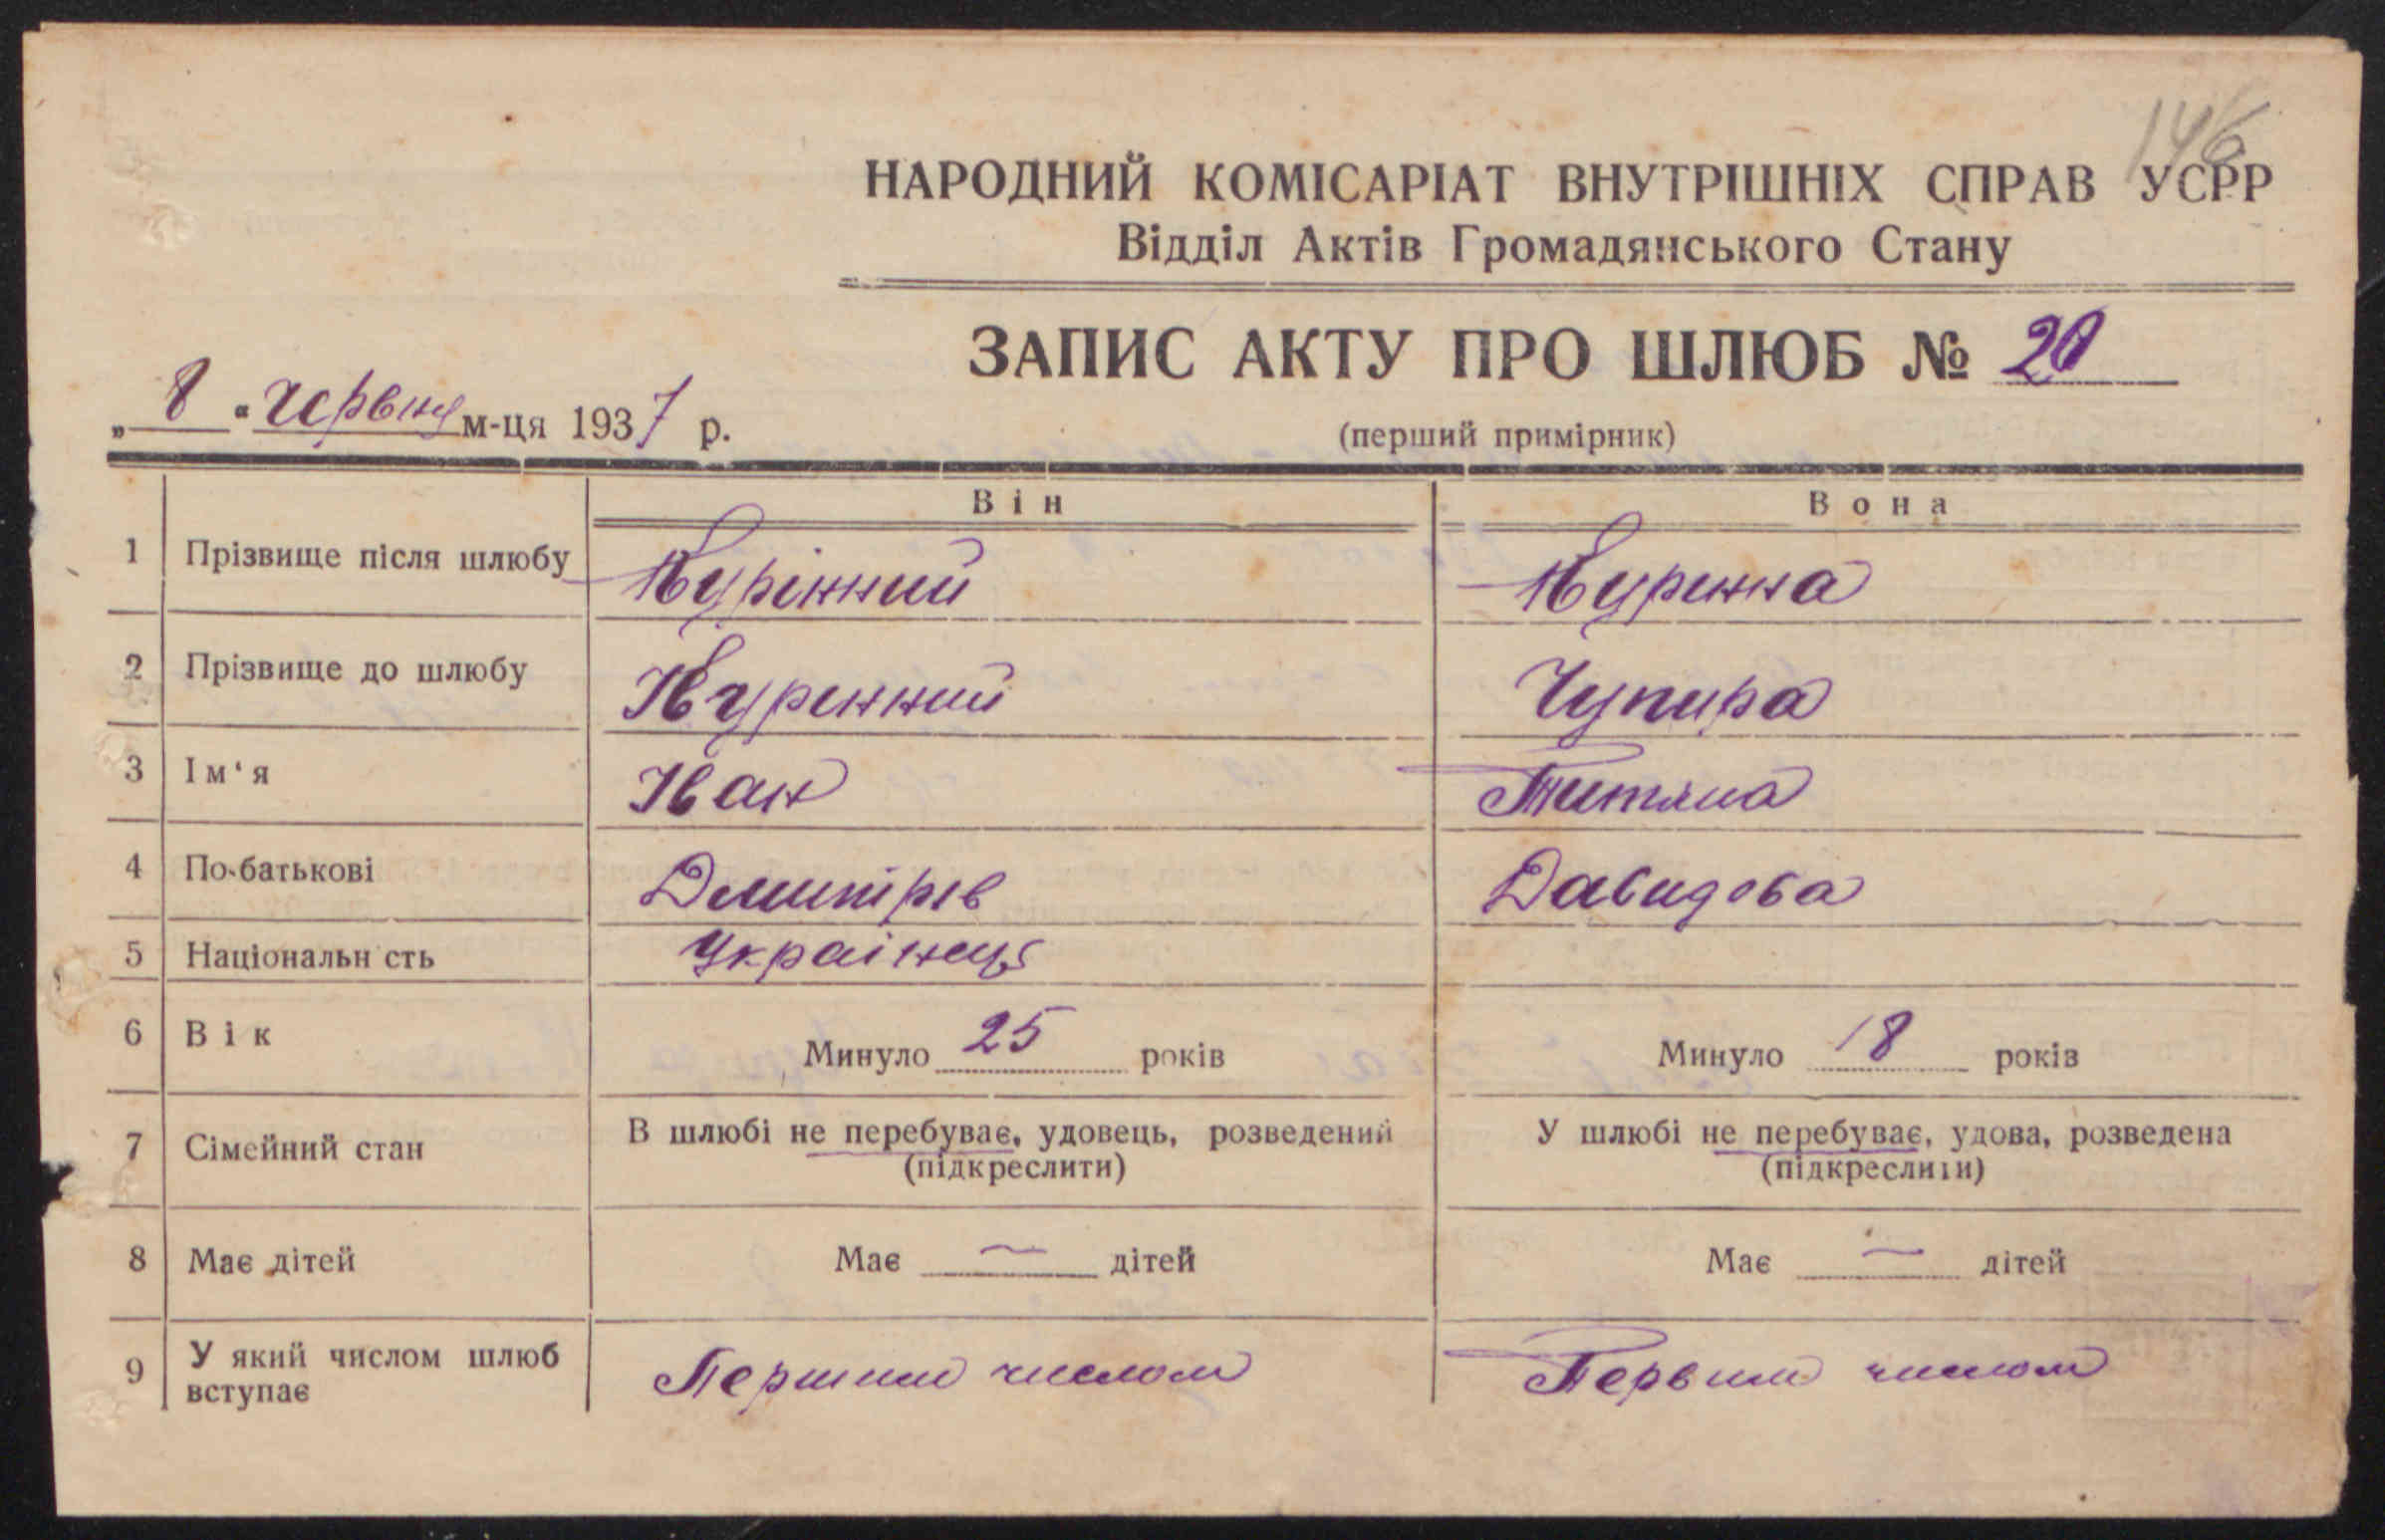 146
НАРОДНИЙ КОМІСАРІАТ ВНУТРІШНІХ СПРАВ УСРР
Відділ Актів Громадянського Стану
ЗАПИС АКТУ ПРО ШЛЮБ № 20
„ 8 “ Червня м-ця 1937 р.
(перший примірник)
Він Вона
1 Прізвище після шлюбу Курінний Куринна
2 Прізвище до шлюбу Куренний Чупира
3 Ім‘я Іван Титяна
4 По-батькові Дмитрів Давидова
5 Національн сть Українець
6 Вік Минуло 25 років Минуло 18 років
7 Сімейний стан В шлюбі не перебуває, удовець, розведений У шлюбі не перебуває, удова, розведена
(підкреслити) (підкреслити)
8 Має дітей Має — дітей Має — дітей
9 У який числом шлюб вступає Першим числом Первим числом